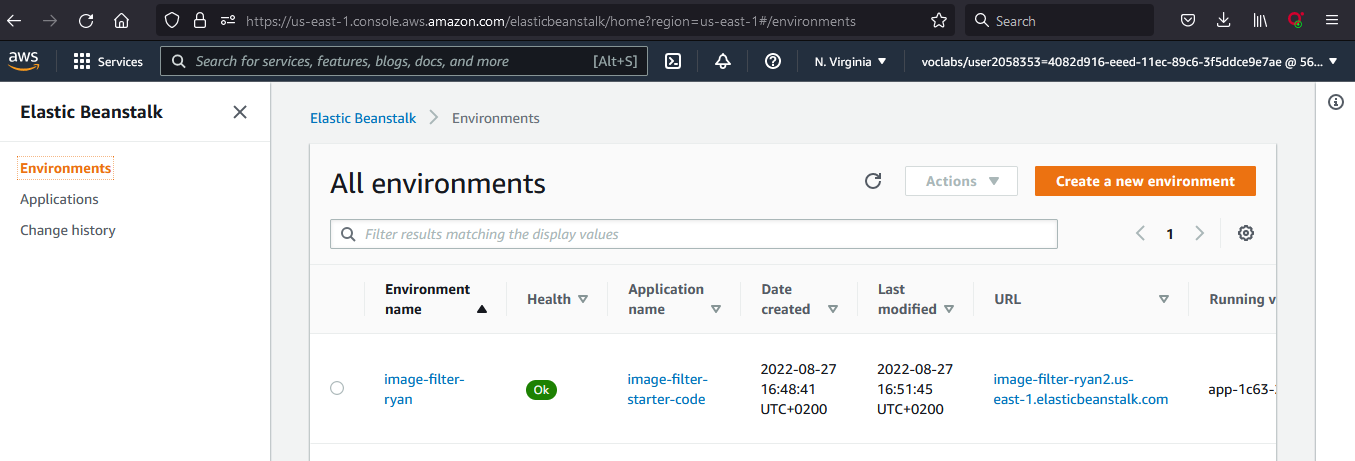 https://us-east-1.console.aws.amazon.com/elasticbeanstalk/home?region=us-east-1#/environments
Search
aws
Services
Search for services, features, blogs, docs, and more
[Alt+S]
N. Virginia
voclabs/user2058353=4082d916-eeed-11ec-89c6-3f5ddce9e7ae @ 56...
Elastic Beanstalk
Environments
Applications
Change history
Elastic Beanstalk
Environments
All environments
Actions
Create a new environment
Filter results matching the display values
1
Environment
name
Health
Application
name
Date
created
Last
modified
URL
Running v
image-filter-
ryan
Ok
image-filter-
starter-code
2022-08-27
16:48:41
UTC+0200
2022-08-27
16:51:45
UTC+0200
image-filter-ryan2.us-
east-1.elasticbeanstalk.com
app-1c63-